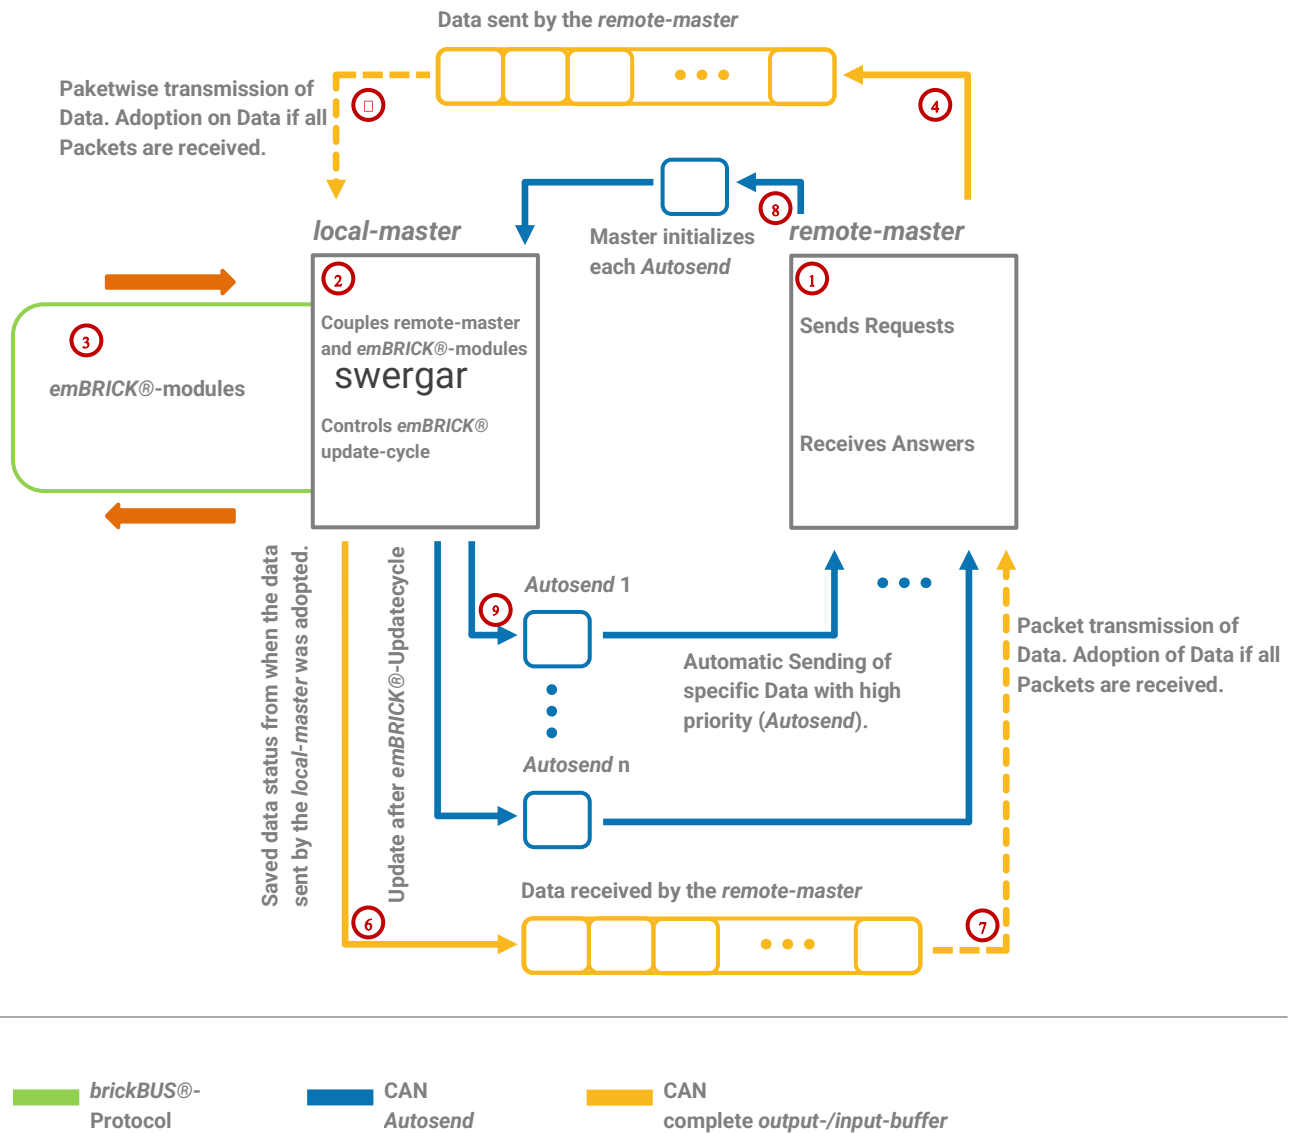 Data sent by the remote-master
Paketwise transmission of
Data. Adoption on Data if all
Packets are received.
4
8
Master initializes
each Autosend
local-master
remote-master
2
Couples remote-master
and emBRICK®-modules
swergar
Controls emBRICK®
update-cycle
1
Sends Requests
Receives Answers
3
emBRICK®-modules
Saved data status from when the data
sent by the local-master was adopted.
Update after emBRICK®-Updatecycle
9
Autosend 1
Automatic Sending of
specific Data with high
priority (Autosend).
Autosend n
Packet transmission of
Data. Adoption of Data if all
Packets are received.
6
Data received by the remote-master
7
brickBUS®-
Protocol
CAN
Autosend
CAN
complete output-/input-buffer